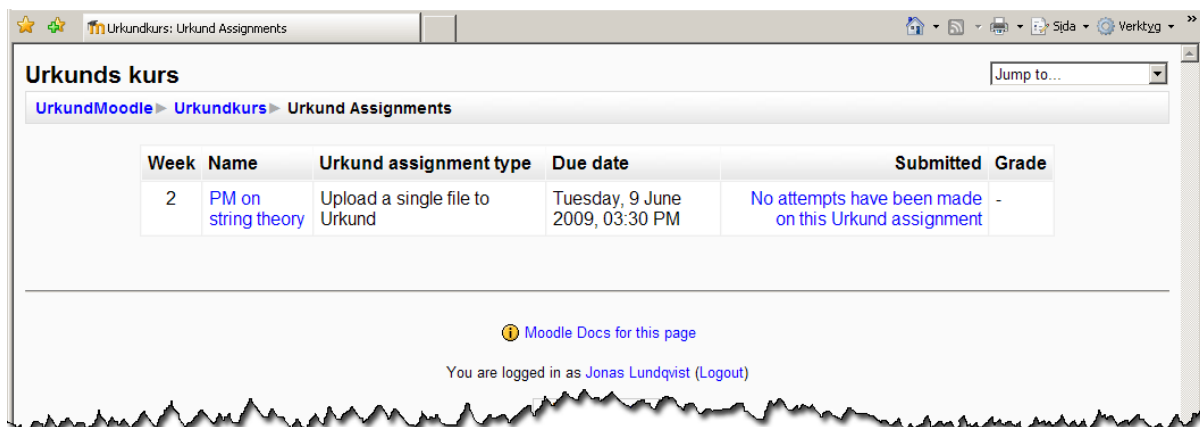 Urkundkurs: Urkund Assignments
Sida
Verktyg
»
Urkunds kurs
Jump to...
UrkundMoodle► Urkundkurs► Urkund Assignments
Week Name Urkund assignment type Due date Submitted Grade
2 PM on Upload a single file to Tuesday, 9 June No attempts have been made -
string theory Urkund 2009, 03:30 PM on this Urkund assignment
Moodle Docs for this page
You are logged in as Jonas Lundqvist (Logout)